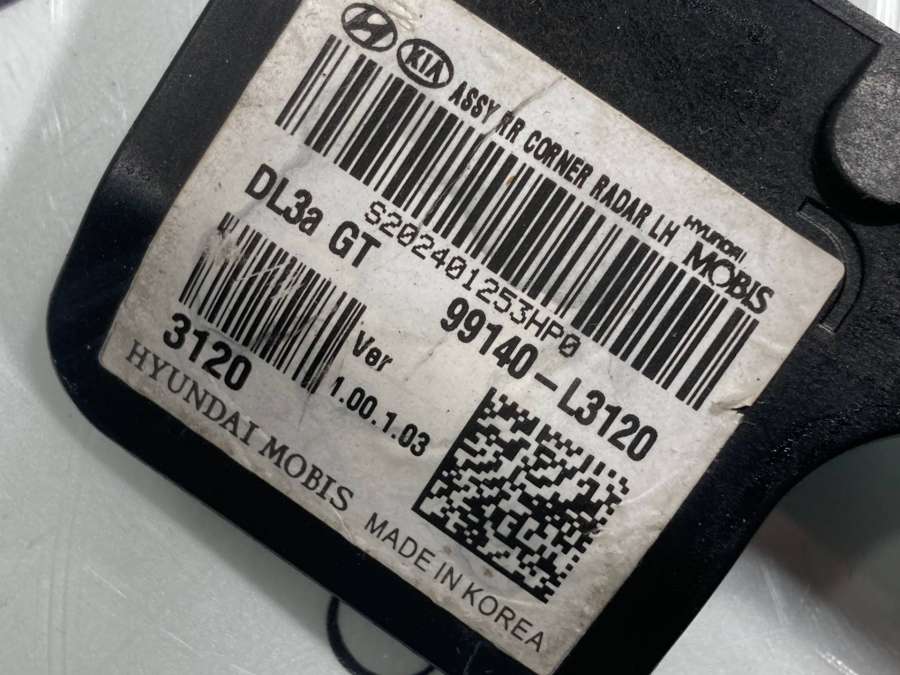 HYUNDAI
KIA
ASSY RR CORNER RADAR LH
HYUNDAI
MOBIS
S202401253HP0
DL3a GT
99140-L3120
3120
Ver
1.00.1.03
HYUNDAI MOBIS
MADE IN KOREA